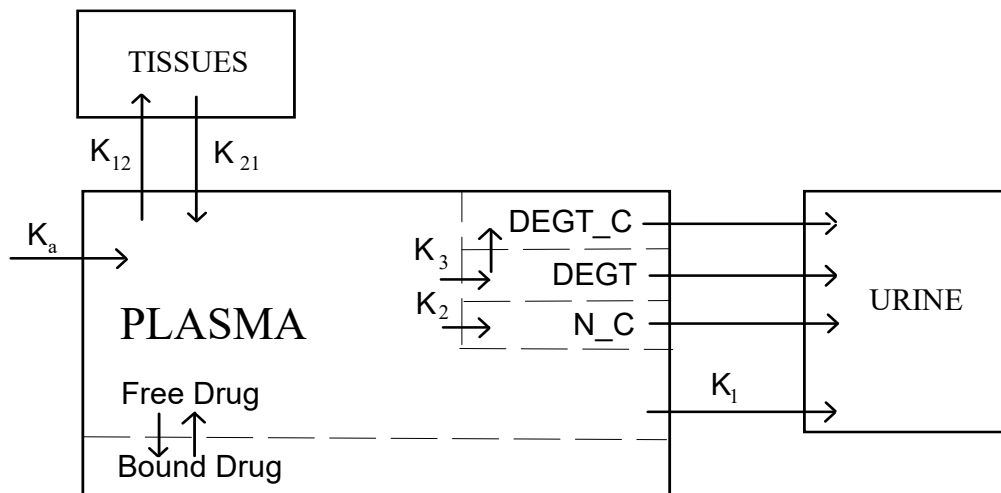 TISSUES
K12
K21
Ka
K3
DEGT_C
DEGT
K2
N_C
PLASMA
URINE
K1
Free Drug
Bound Drug